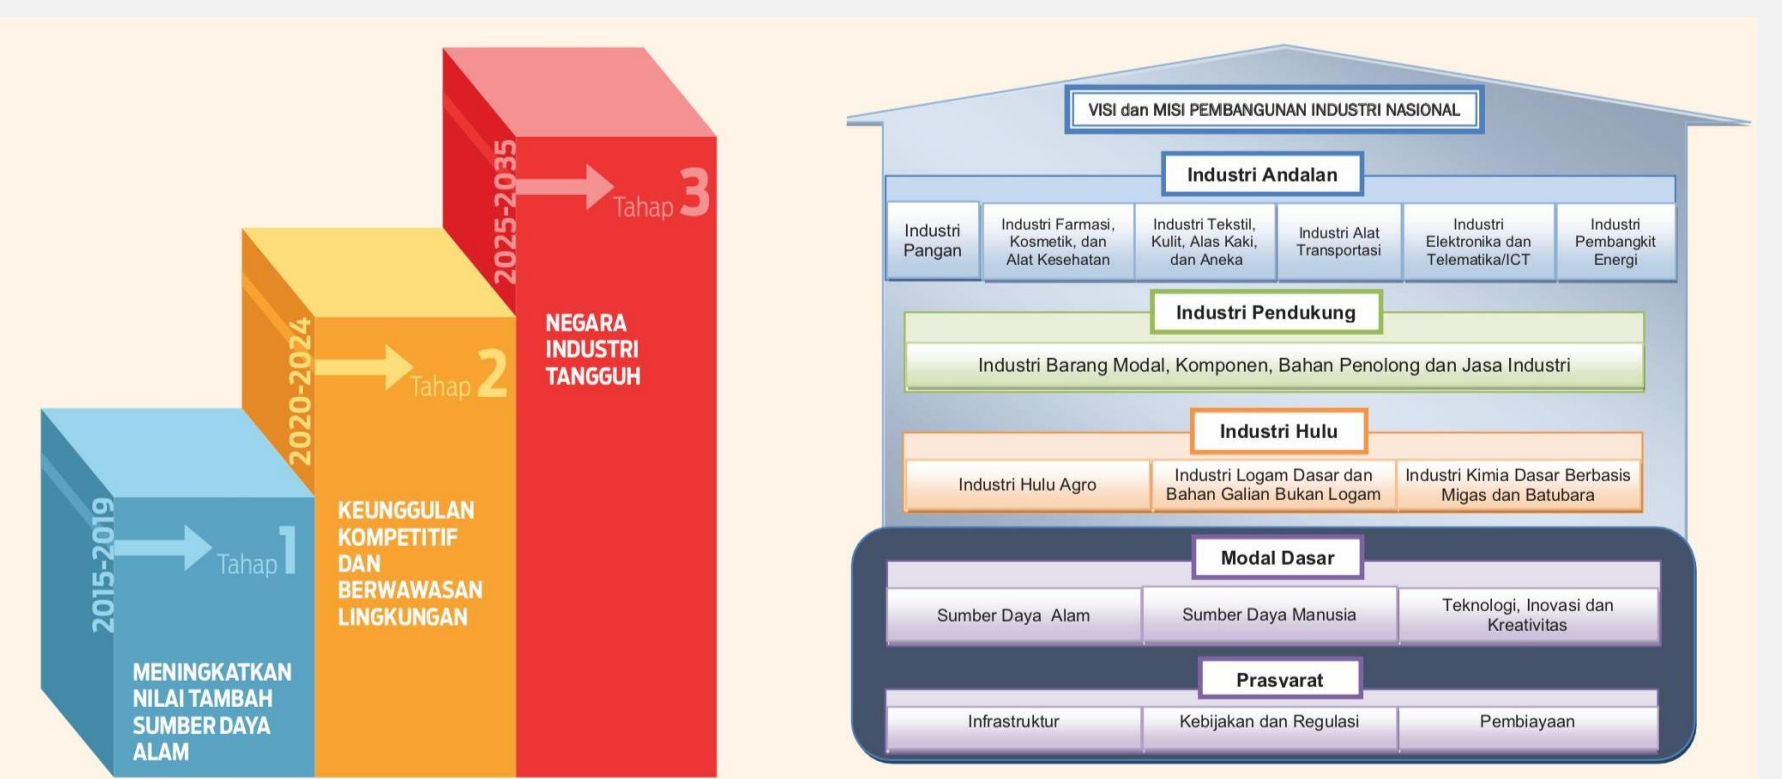 2015-2019
Tahap 1
MENINGKATKAN
NILAI TAMBAH
SUMBER DAYA
ALAM
2020-2024
Tahap 2
KEUNGGULAN
KOMPETITIF
DAN
BERWAWASAN
LINGKUNGAN
2025-2035
Tahap 3
NEGARA
INDUSTRI
TANGGUH
VISI dan MISI PEMBANGUNAN INDUSTRI NASIONAL
Industri Andalan
Industri
Pangan
Industri Farmasi,
Kosmetik, dan
Alat Kesehatan
Industri Tekstil,
Kulit, Alas Kaki,
dan Aneka
Industri Alat
Transportasi
Industri
Elektronika dan
Telematika/ICT
Industri
Pembangkit
Energi
Industri Pendukung
Industri Barang Modal, Komponen, Bahan Penolong dan Jasa Industri
Industri Hulu
Industri Hulu Agro
Industri Logam Dasar dan
Bahan Galian Bukan Logam
Industri Kimia Dasar Berbasis
Migas dan Batubara
Modal Dasar
Sumber Daya Alam
Sumber Daya Manusia
Teknologi, Inovasi dan
Kreativitas
Prasyarat
Infrastruktur
Kebijakan dan Regulasi
Pembiayaan